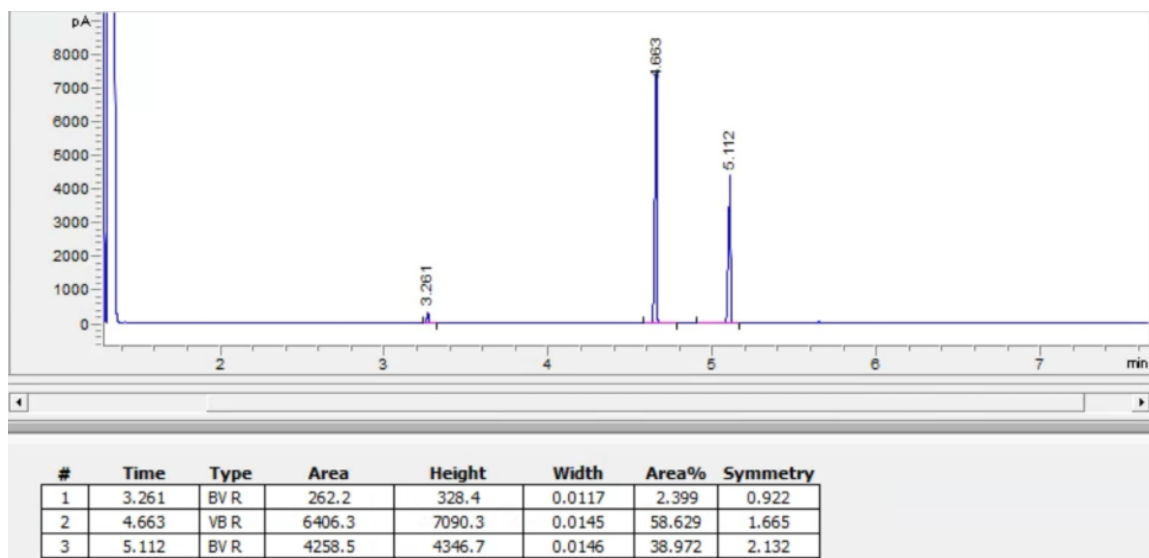 pA
8000
7000
6000
5000
4000
3000
2000
1000
0
3.261
4.663
5.112
2 3 4 5 6 7 min
# Time Type Area Height Width Area% Symmetry
1 3.261 BV R 262.2 328.4 0.0117 2.399 0.922
2 4.663 VB R 6406.3 7090.3 0.0145 58.629 1.665
3 5.112 BV R 4258.5 4346.7 0.0146 38.972 2.132